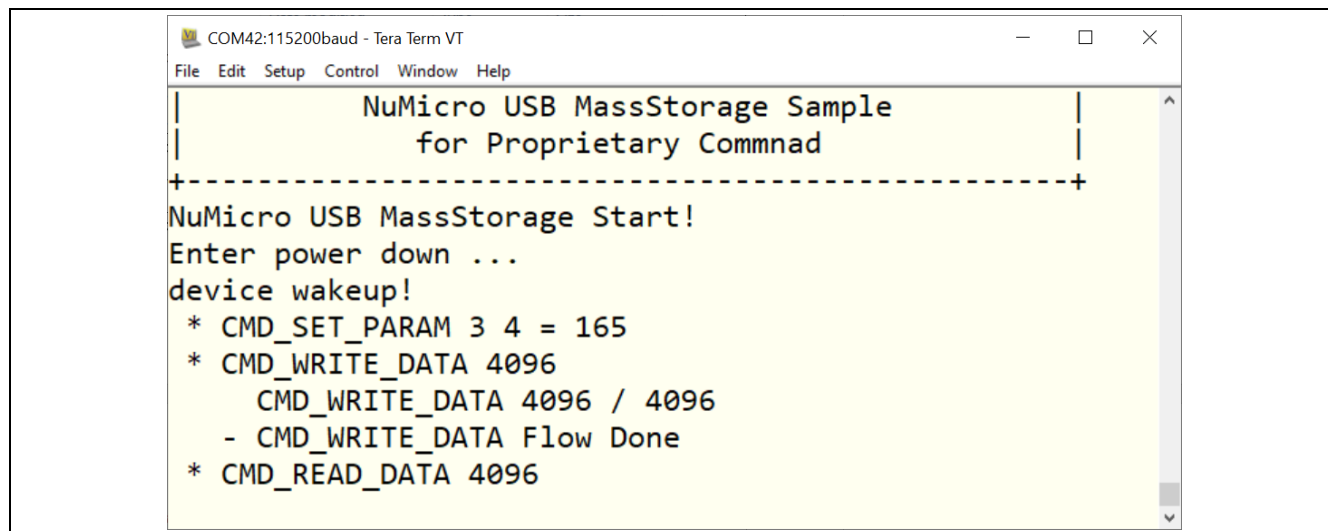 COM42:115200baud - Tera Term VT
File Edit Setup Control Window Help
|          NuMicro USB MassStorage Sample          |
|             for Proprietary Commnad              |
+--------------------------------------------------+
NuMicro USB MassStorage Start!
Enter power down ...
device wakeup!
 * CMD_SET_PARAM 3 4 = 165
 * CMD_WRITE_DATA 4096
     CMD_WRITE_DATA 4096 / 4096
   - CMD_WRITE_DATA Flow Done
 * CMD_READ_DATA 4096